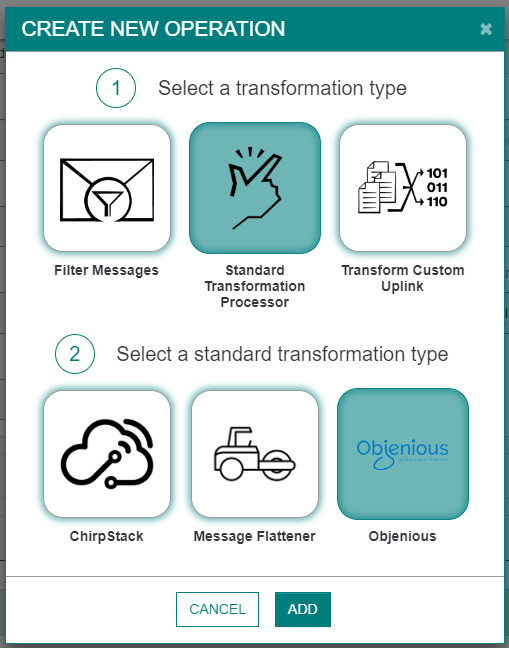 CREATE NEW OPERATION
1 Select a transformation type
101
011
110
Filter Messages
Standard
Transformation
Processor
Transform Custom
Uplink
2 Select a standard transformation type
Objenious
ChirpStack
Message Flattener
Objenious
CANCEL
ADD